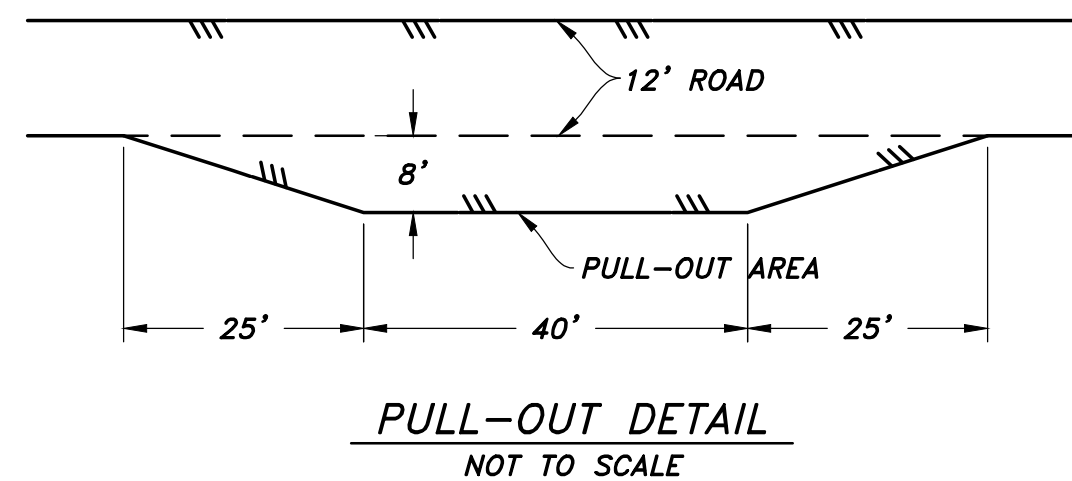 12' ROAD
8'
PULL-OUT AREA
25'
40'
25'
PULL-OUT DETAIL
NOT TO SCALE